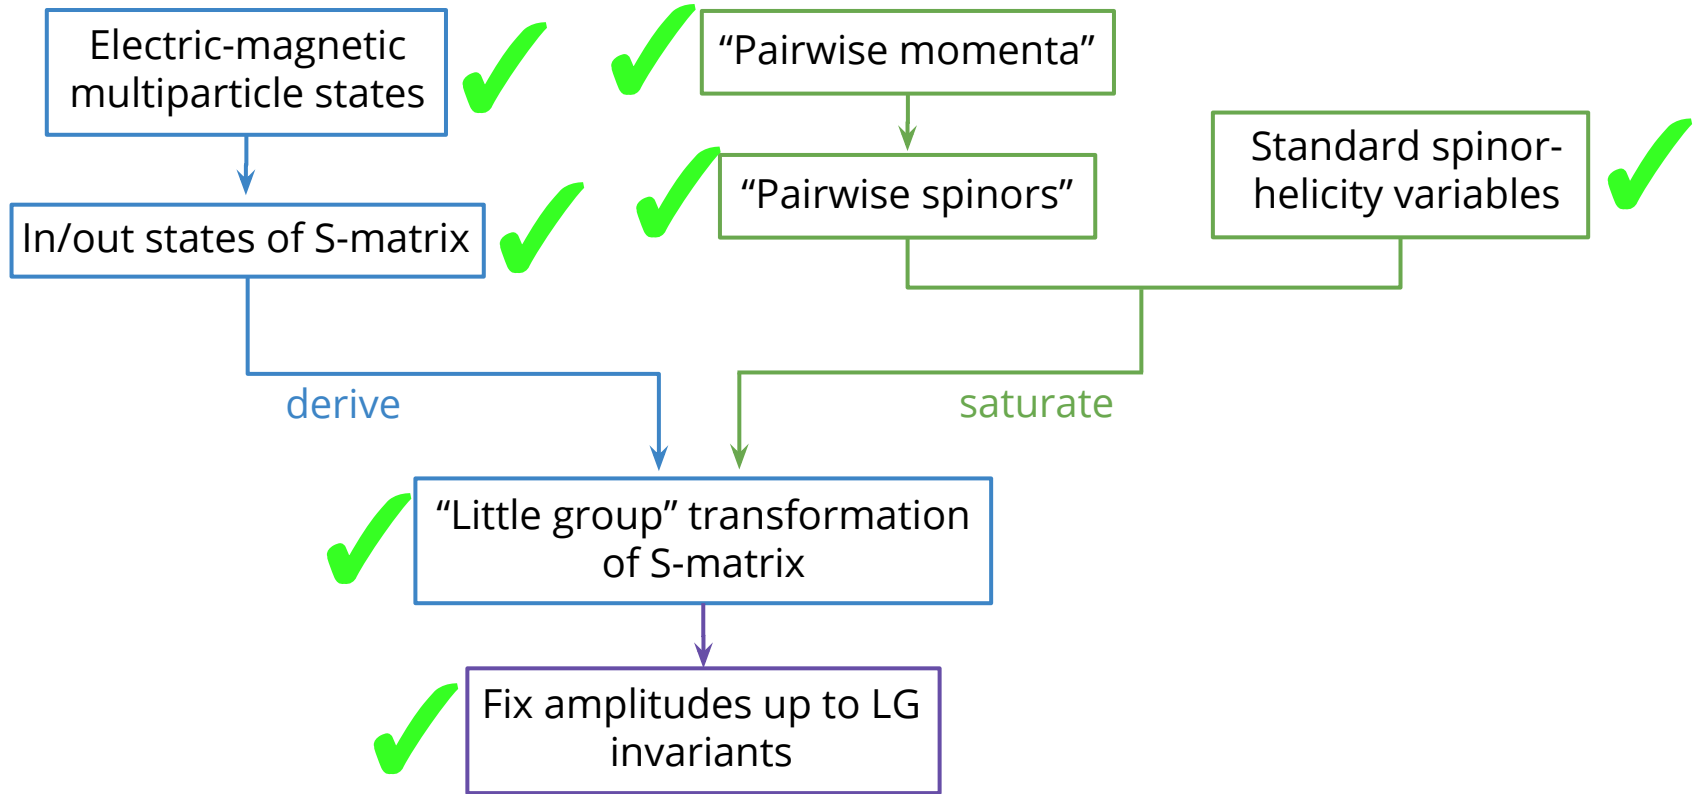 Electric-magnetic
multiparticle states
“Pairwise momenta”
Standard spinor-
helicity variables
“Pairwise spinors”
In/out states of S-matrix
derive
saturate
“Little group” transformation
of S-matrix
Fix amplitudes up to LG
invariants